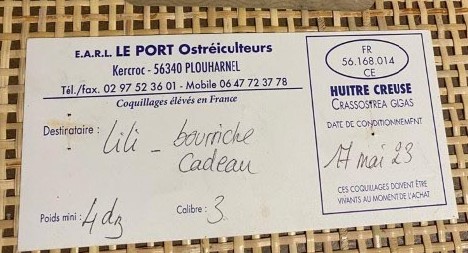 E.A.R.L. LE PORT Ostréiculteurs
Kercroc - 56340 PLOUHARNEL
Tél./fax. 02 97 52 36 01 - Mobile 06 47 72 37 78
Coquillages élevés en France
Destinataire : Lili - bourriche
Cadeau
Poids mini : 4 dz Calibre : 3
FR
56.168.014
CE
HUITRE CREUSE
CRASSOSTREA GIGAS
DATE DE CONDITIONNEMENT
17 mai 23
CES COQUILLAGES DOIVENT ÊTRE
VIVANTS AU MOMENT DE L'ACHAT